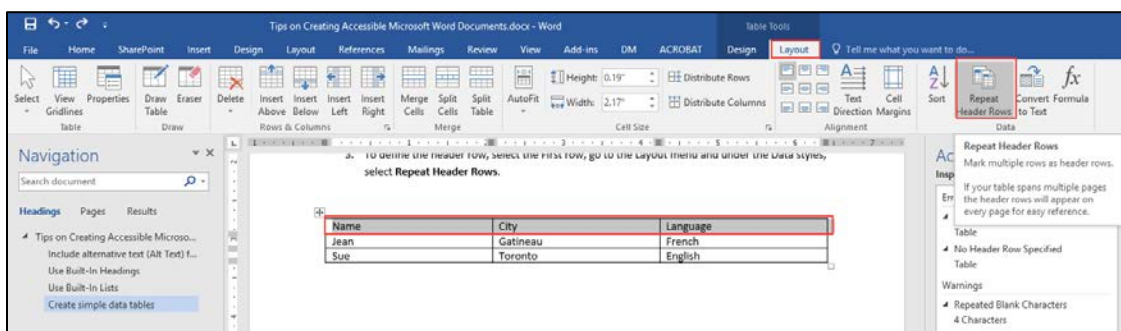 Tips on Creating Accessible Microsoft Word Documents.docx - Word
Table Tools
File Home SharePoint Insert Design Layout References Mailings Review View Add-ins DM ACROBAT Design Layout Tell me what you want to do...
Select View Gridlines Properties Draw Table Eraser Delete Insert Above Insert Below Insert Left Insert Right Merge Cells Split Cells Split Table AutoFit Height: 0.19" Width: 2.17" Distribute Rows Distribute Columns Text Direction Cell Margins Sort Repeat Header Rows Convert to Text Formula
Table Draw Rows & Columns Merge Cell Size Alignment Data
Navigation
Search document
Headings Pages Results
Tips on Creating Accessible Microso...
Include alternative text (Alt Text) f...
Use Built-In Headings
Use Built-In Lists
Create simple data tables
3. To define the header row, select the First row, go to the Layout menu and under the Data styles,
select Repeat Header Rows.
Name City Language
Jean Gatineau French
Sue Toronto English
Repeat Header Rows
Mark multiple rows as header rows.
If your table spans multiple pages
the header rows will appear on
every page for easy reference.
Ac
Insp
Err
Table
No Header Row Specified
Table
Warnings
Repeated Blank Characters
4 Characters